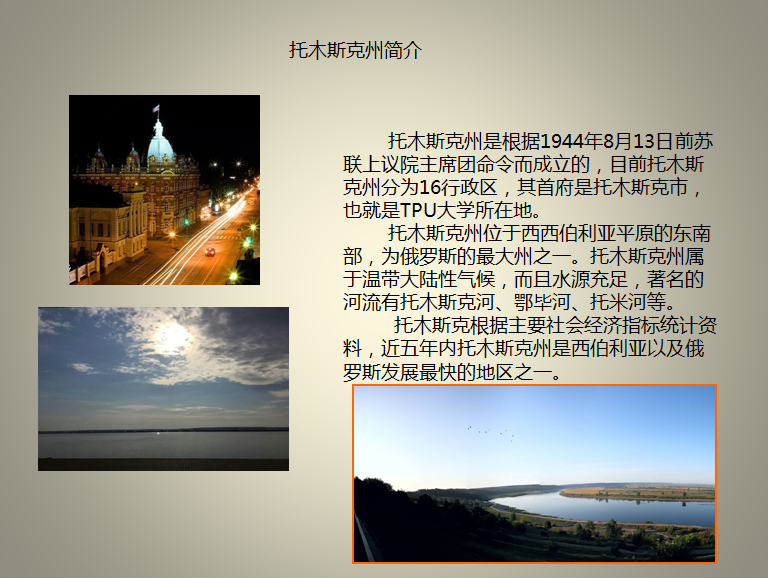 托木斯克州简介
托木斯克州是根据1944年8月13日前苏
联上议院主席团命令而成立的，目前托木斯
克州分为16行政区，其首府是托木斯克市，
也就是TPU大学所在地。
托木斯克州位于西西伯利亚平原的东南
部，为俄罗斯的最大州之一。托木斯克州属
于温带大陆性气候，而且水源充足，著名的
河流有托木斯克河、鄂毕河、托米河等。
托木斯克根据主要社会经济指标统计资
料，近五年内托木斯克州是西伯利亚以及俄
罗斯发展最快的地区之一。